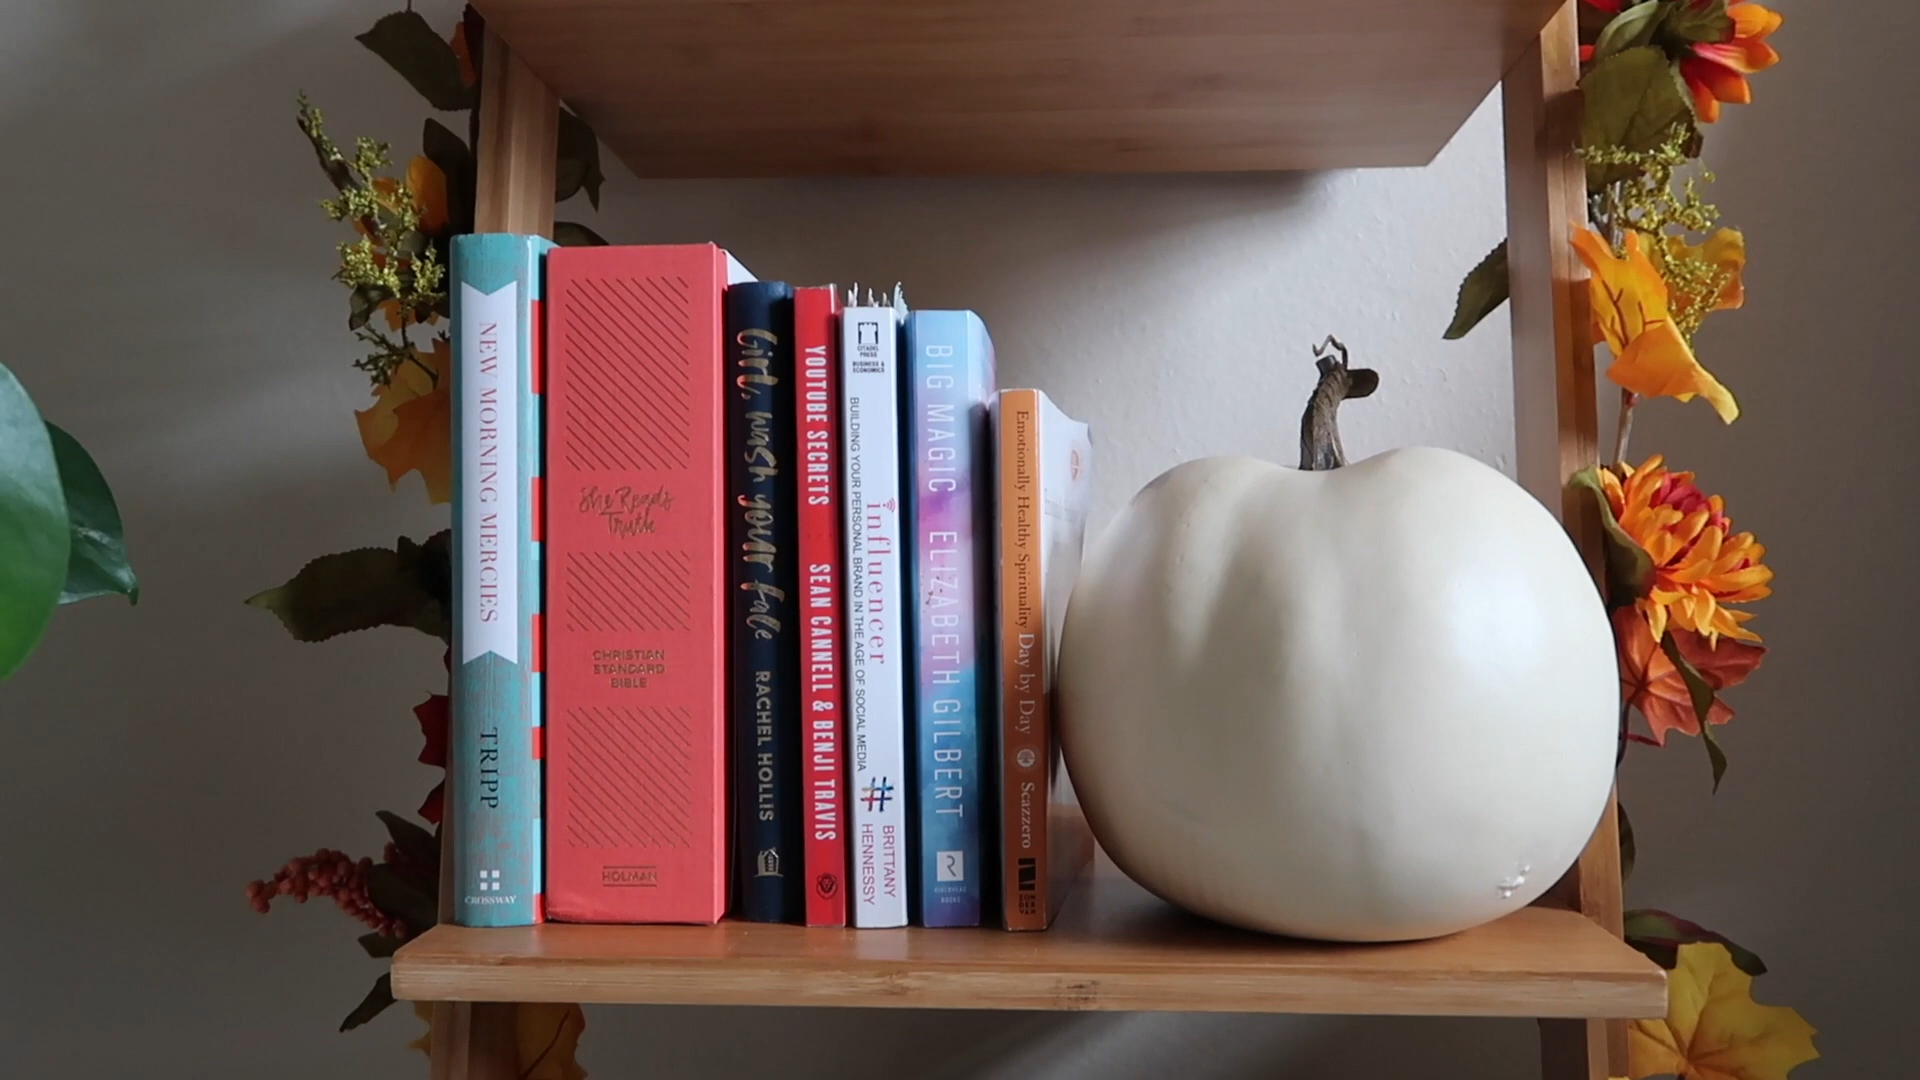 NEW MORNING MERCIES
TRIPP
CROSSWAY
She Reads
Truth
CHRISTIAN
STANDARD
BIBLE
HOLMAN
Girl, wash your face
RACHEL HOLLIS
YOUTUBE SECRETS
SEAN CANNELL & BENJI TRAVIS
CITADEL
PRESS
BUSINESS &
ECONOMICS
influencer
BUILDING YOUR PERSONAL BRAND IN THE AGE OF SOCIAL MEDIA
#
BRITTANY
HENNESSY
BIG MAGIC
ELIZABETH GILBERT
RIVERHEAD
BOOKS
Emotionally Healthy Spirituality Day by Day
Scazzero